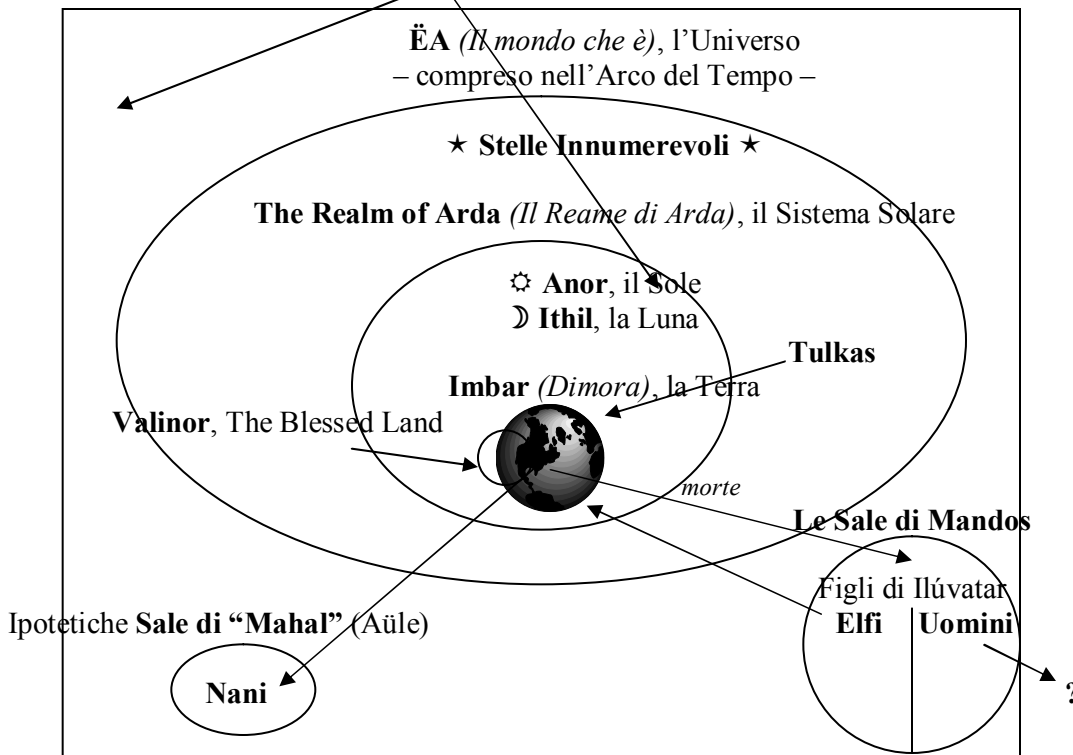 ËA (Il mondo che è), l’Universo
– compreso nell’Arco del Tempo –
★ Stelle Innumerevoli ★
The Realm of Arda (Il Reame di Arda), il Sistema Solare
☼ Anor, il Sole
☽ Ithil, la Luna
Tulkas
Imbar (Dimora), la Terra
Valinor, The Blessed Land
morte
Le Sale di Mandos
Figli di Ilúvatar
Elfi Uomini
Ipotetiche Sale di “Mahal” (Aüle)
Nani
?